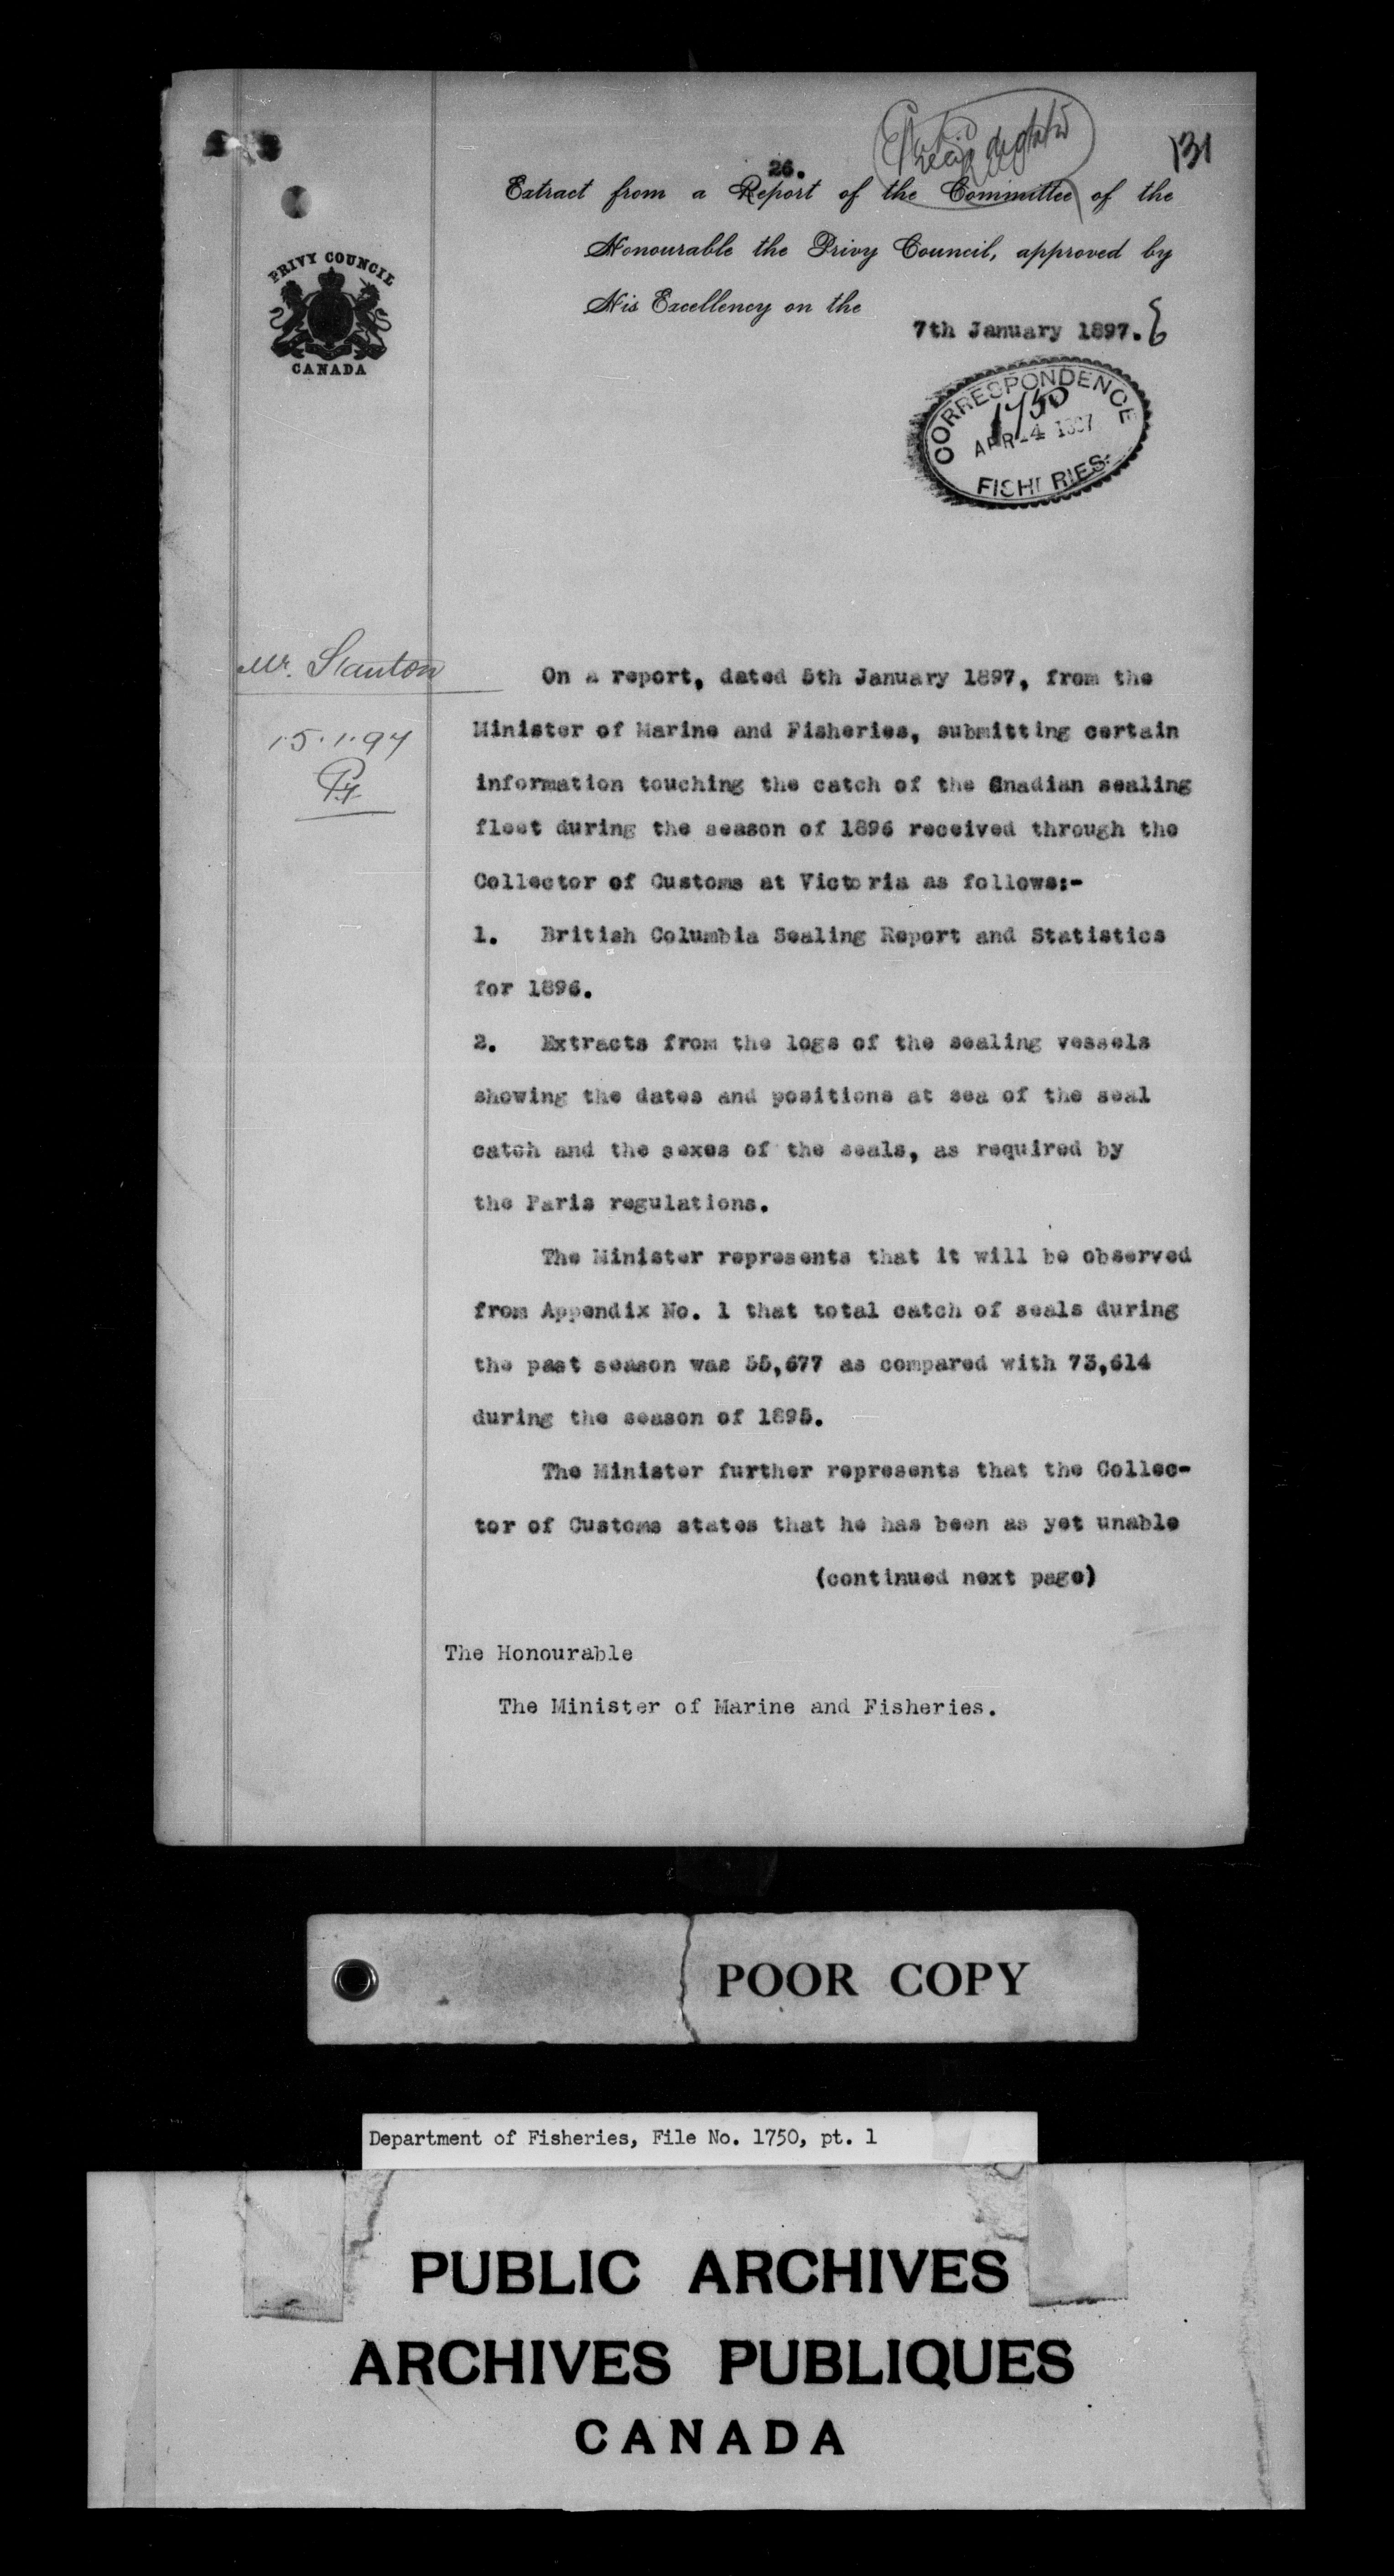 131
26.
Extract from a Report of the Committee of the
Honourable the Privy Council, approved by
His Excellency on the
7th January 1897.
PRIVY COUNCIL
CANADA
CORRESPONDENCE
1750
APR -4 1897
FISHERIES.
Mr. Stanton
15.1.97
On a report, dated 5th January 1897, from the
Minister of Marine and Fisheries, submitting certain
information touching the catch of the Cnadian sealing
fleet during the season of 1896 received through the
Collector of Customs at Victoria as follows:-
1. British Columbia Sealing Report and Statistics
for 1896.
2. Extracts from the logs of the sealing vessels
showing the dates and positions at sea of the seal
catch and the sexes of the seals, as required by
the Paris regulations.
The Minister represents that it will be observed
from Appendix No. 1 that total catch of seals during
the past season was 55,677 as compared with 73,614
during the season of 1895.
The Minister further represents that the Collec-
tor of Customs states that he has been as yet unable
(continued next page)
The Honourable
The Minister of Marine and Fisheries.
POOR COPY
Department of Fisheries, File No. 1750, pt. 1
PUBLIC ARCHIVES
ARCHIVES PUBLIQUES
CANADA